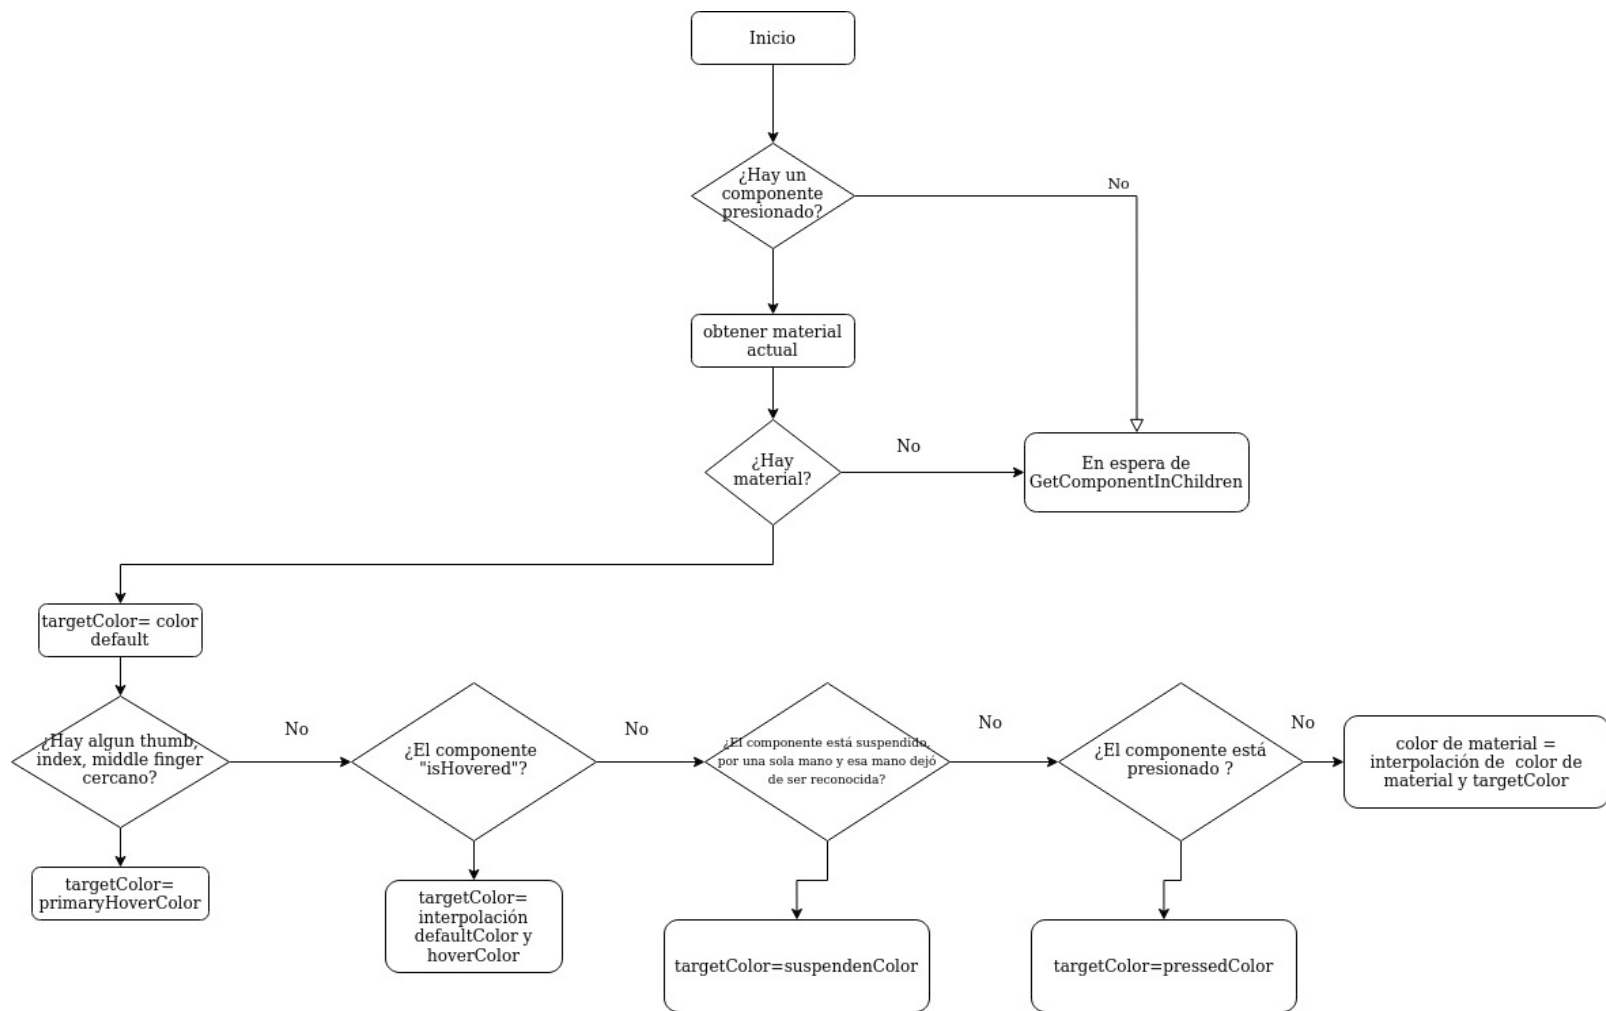 Inicio
¿Hay un
componente
presionado?
No
obtener material
actual
¿Hay
material?
No
En espera de
GetComponentInChildren
targetColor= color
default
¿Hay algun thumb,
index, middle finger
cercano?
No
¿El componente
"isHovered"?
No
¿El componente está suspendido,
por una sola mano y esa mano dejó
de ser reconocida?
No
¿El componente está
presionado ?
No
color de material =
interpolación de color de
material y targetColor
targetColor=
primaryHoverColor
targetColor=
interpolación
defaultColor y
hoverColor
targetColor=suspendenColor
targetColor=pressedColor